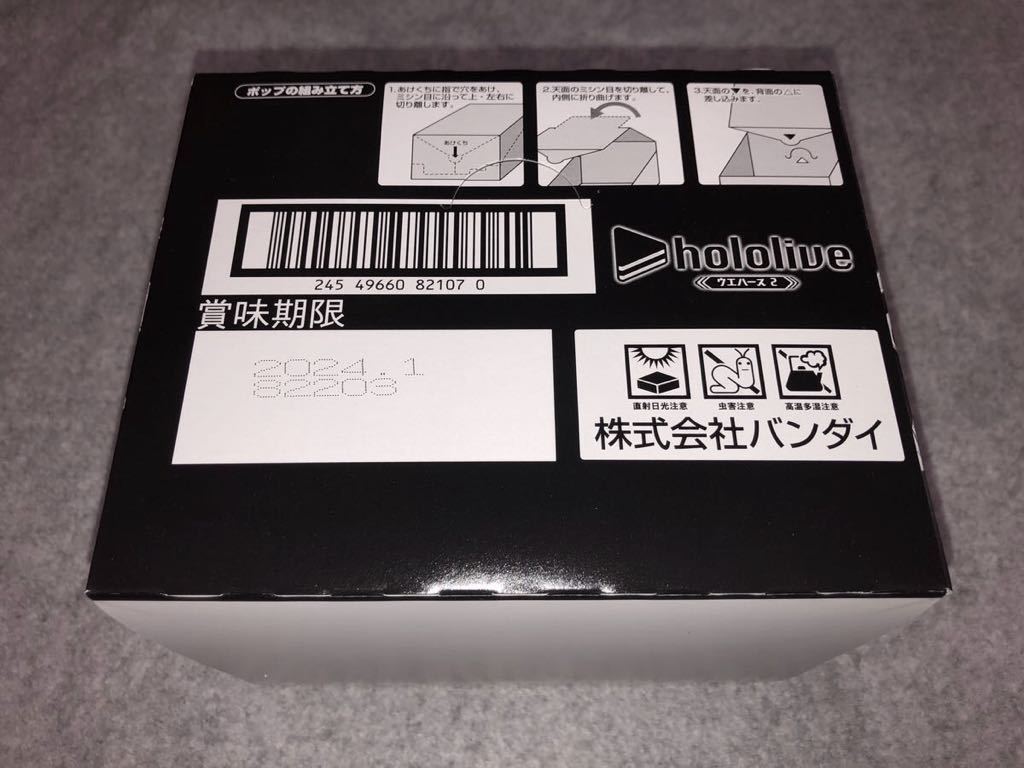 ポップの組み立て方
1.あけくちに指で穴をあけ、
ミシン目に沿って上・左右に
切り離します。
あけくち
2.天面のミシン目を切り離して、
内側に折り曲げます。
3.天面の▼を、背面の△に
差し込みます。
245 49660 82107 0
hololive
ウエハース2
賞味期限
2024.1
82203
直射日光注意
虫害注意
高温多湿注意
株式会社バンダイ